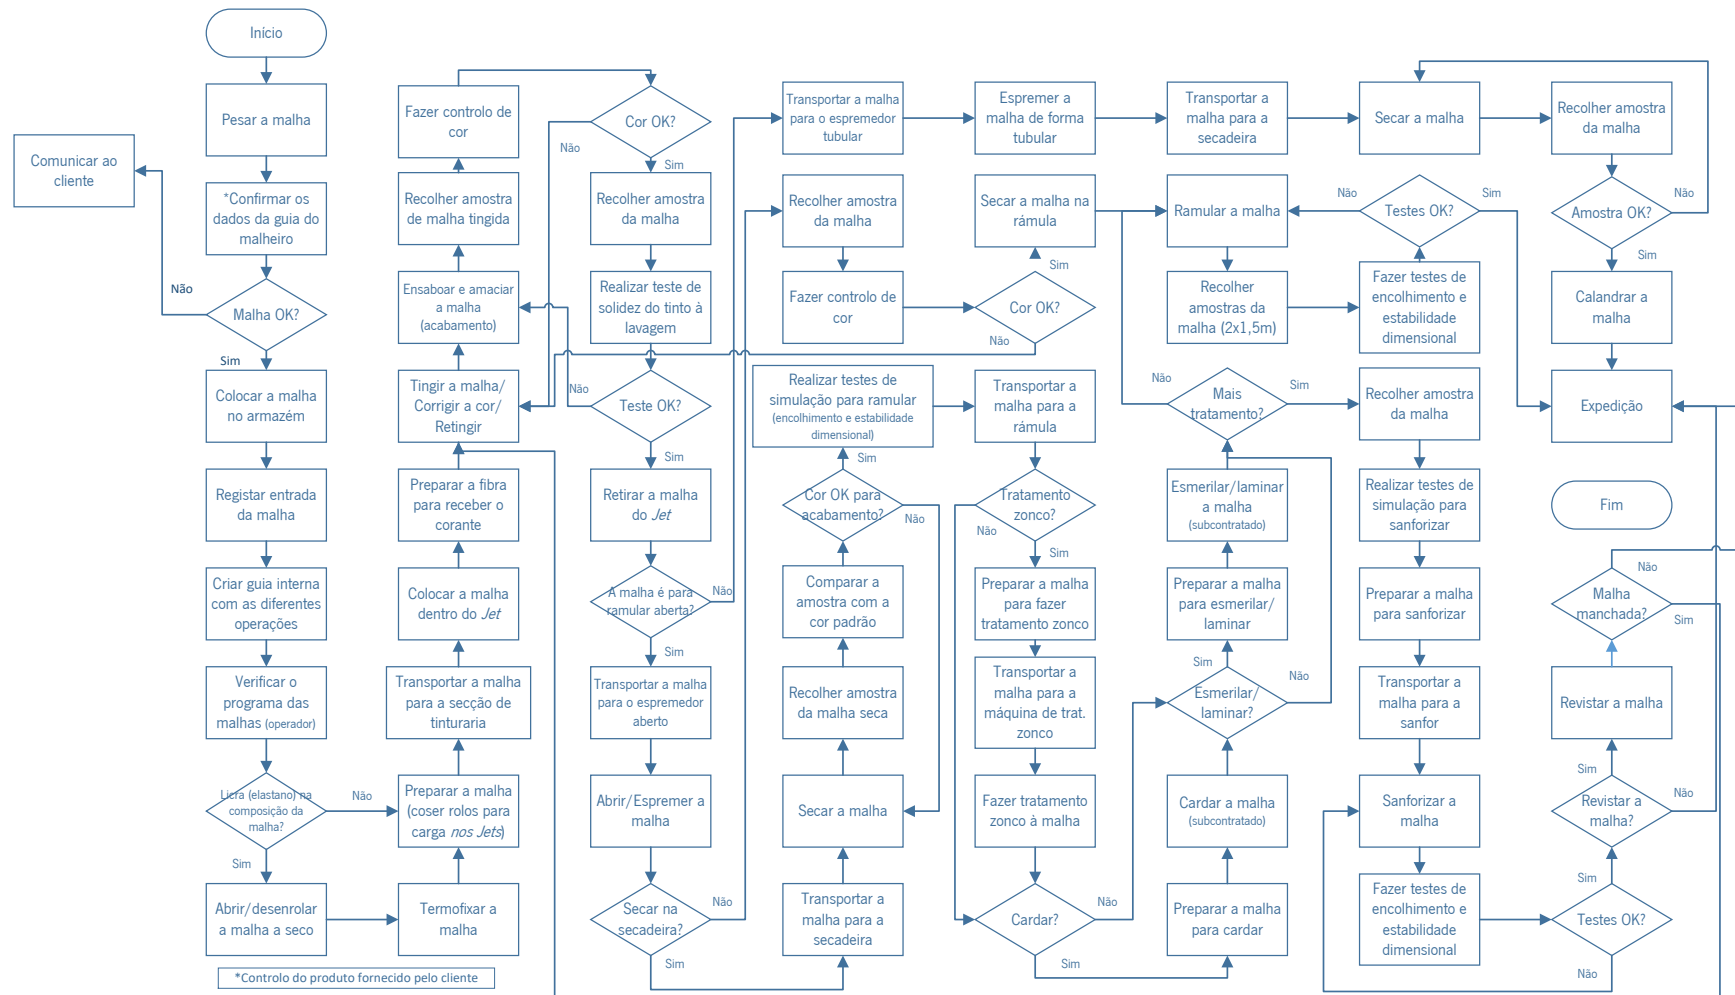 Início
Pesar a malha
Comunicar ao
cliente
*Confirmar os
dados da guia do
malheiro
Não
Malha OK?
Sim
Colocar a malha
no armazém
Registar entrada
da malha
Criar guia interna
com as diferentes
operações
Verificar o
programa das
malhas (operador)
Licra (elastano) na
composição da
malha?
Não
Sim
Abrir/desenrolar
a malha a seco
*Controlo do produto fornecido pelo cliente
Fazer controlo de
cor
Recolher amostra
de malha tingida
Ensaboar e amaciar
a malha
(acabamento)
Tingir a malha/
Corrigir a cor/
Retingir
Preparar a fibra
para receber o
corante
Colocar a malha
dentro do Jet
Transportar a malha
para a secção de
tinturaria
Preparar a malha
(coser rolos para
carga nos Jets)
Termofixar a
malha
Cor OK?
Não
Sim
Recolher amostra
da malha
Realizar teste de
solidez do tinto à
lavagem
Não
Teste OK?
Sim
Retirar a malha
do Jet
A malha é para
ramular aberta?
Não
Sim
Transportar a malha
para o espremedor
aberto
Abrir/Espremer a
malha
Secar na
secadeira?
Não
Sim
Transportar a malha
para o espremedor
tubular
Recolher amostra
da malha
Fazer controlo de
cor
Realizar testes de
simulação para ramular
(encolhimento e estabilidade
dimensional)
Sim
Cor OK para
acabamento?
Não
Comparar a
amostra com a
cor padrão
Recolher amostra
da malha seca
Secar a malha
Transportar a
malha para a
secadeira
Espremer a
malha de forma
tubular
Secar a malha na
rámula
Sim
Cor OK?
Não
Transportar a
malha para a
rámula
Tratamento
zonco?
Não
Sim
Preparar a malha
para fazer
tratamento zonco
Transportar a
malha para a
máquina de trat.
zonco
Fazer tratamento
zonco à malha
Cardar?
Não
Sim
Transportar a
malha para a
secadeira
Ramular a malha
Recolher
amostras da
malha (2x1,5m)
Não
Mais
tratamento?
Sim
Esmerilar/laminar
a malha
(subcontratado)
Preparar a malha
para esmerilar/
laminar
Sim
Esmerilar/
laminar?
Não
Cardar a malha
(subcontratado)
Preparar a malha
para cardar
Secar a malha
Não
Testes OK?
Sim
Fazer testes de
encolhimento e
estabilidade
dimensional
Recolher amostra
da malha
Realizar testes de
simulação para
sanforizar
Preparar a malha
para sanforizar
Transportar a
malha para a
sanfor
Sanforizar a
malha
Fazer testes de
encolhimento e
estabilidade
dimensional
Recolher amostra
da malha
Amostra OK?
Não
Sim
Calandrar a
malha
Expedição
Fim
Não
Malha
manchada?
Sim
Revistar a malha
Sim
Revistar a
malha?
Não
Sim
Testes OK?
Não